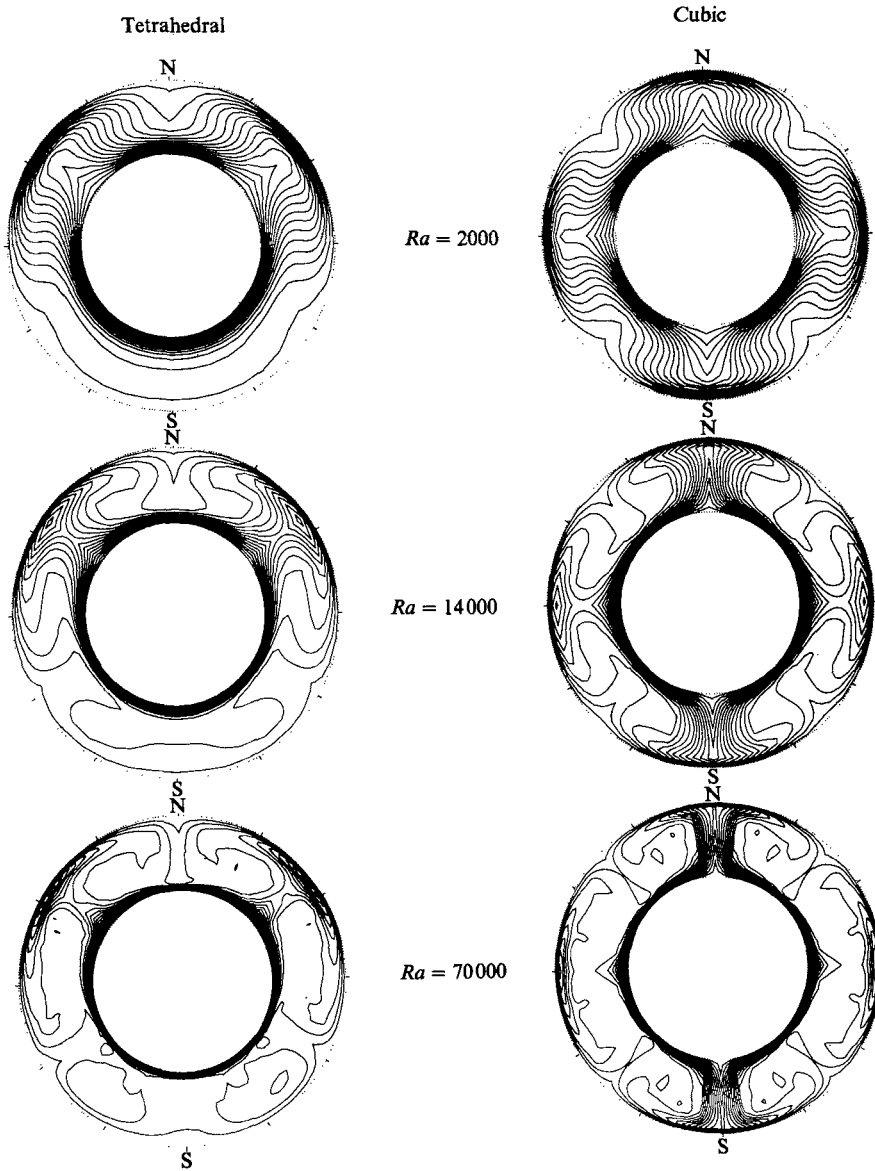 Tetrahedral
Cubic
N
N
Ra = 2000
S
S
N
N
Ra = 14000
S
S
N
N
Ra = 70000
S
S